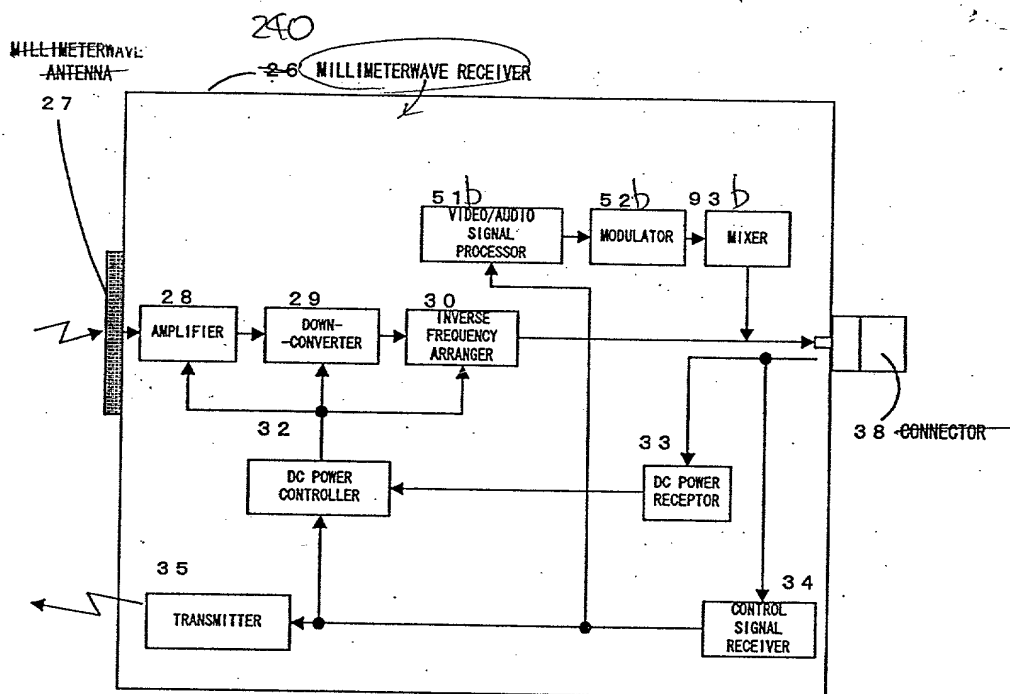 240
MILLIMETERWAVE
ANTENNA
26 MILLIMETERWAVE RECEIVER
27
51b
52b
93b
VIDEO/AUDIO
SIGNAL
PROCESSOR
MODULATOR
MIXER
28
29
30
AMPLIFIER
DOWN-
-CONVERTER
INVERSE
FREQUENCY
ARRANGER
32
33
38 CONNECTOR
DC POWER
CONTROLLER
DC POWER
RECEPTOR
35
34
TRANSMITTER
CONTROL
SIGNAL
RECEIVER